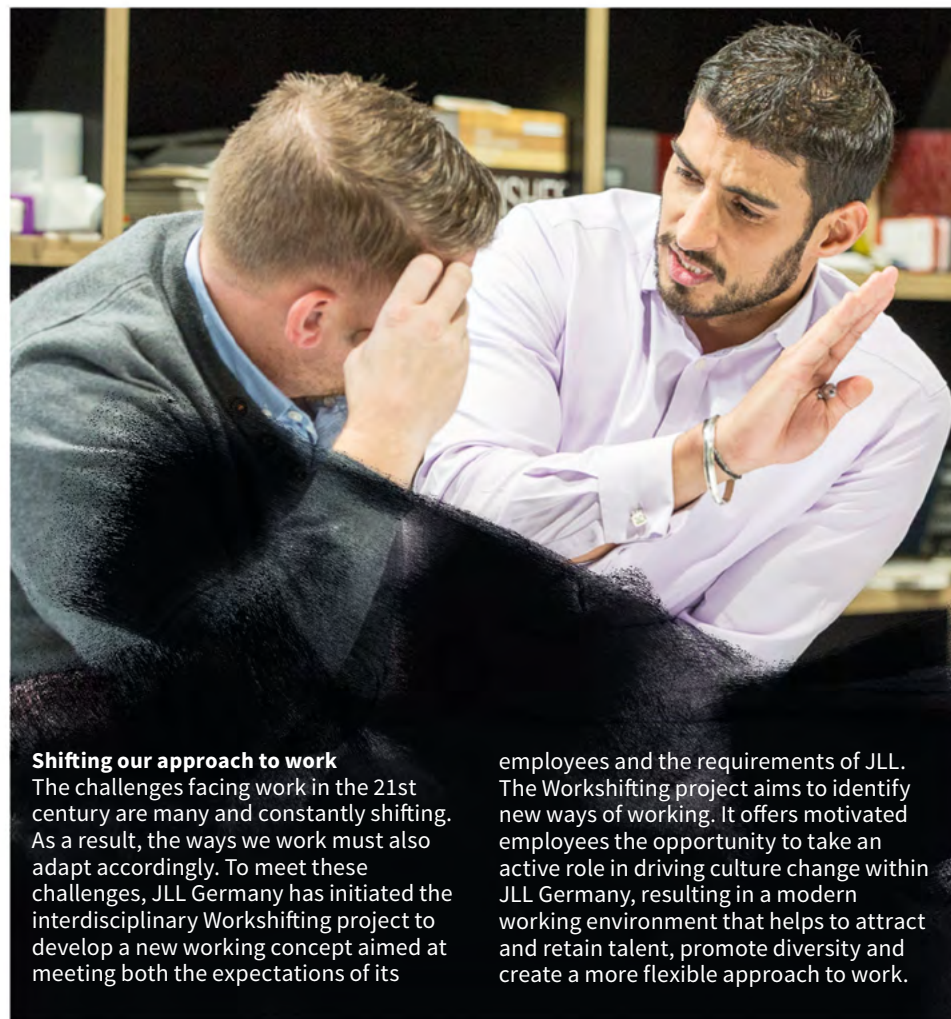 Shifting our approach to work
The challenges facing work in the 21st
century are many and constantly shifting.
As a result, the ways we work must also
adapt accordingly. To meet these
challenges, JLL Germany has initiated the
interdisciplinary Workshifting project to
develop a new working concept aimed at
meeting both the expectations of its
employees and the requirements of JLL.
The Workshifting project aims to identify
new ways of working. It offers motivated
employees the opportunity to take an
active role in driving culture change within
JLL Germany, resulting in a modern
working environment that helps to attract
and retain talent, promote diversity and
create a more flexible approach to work.